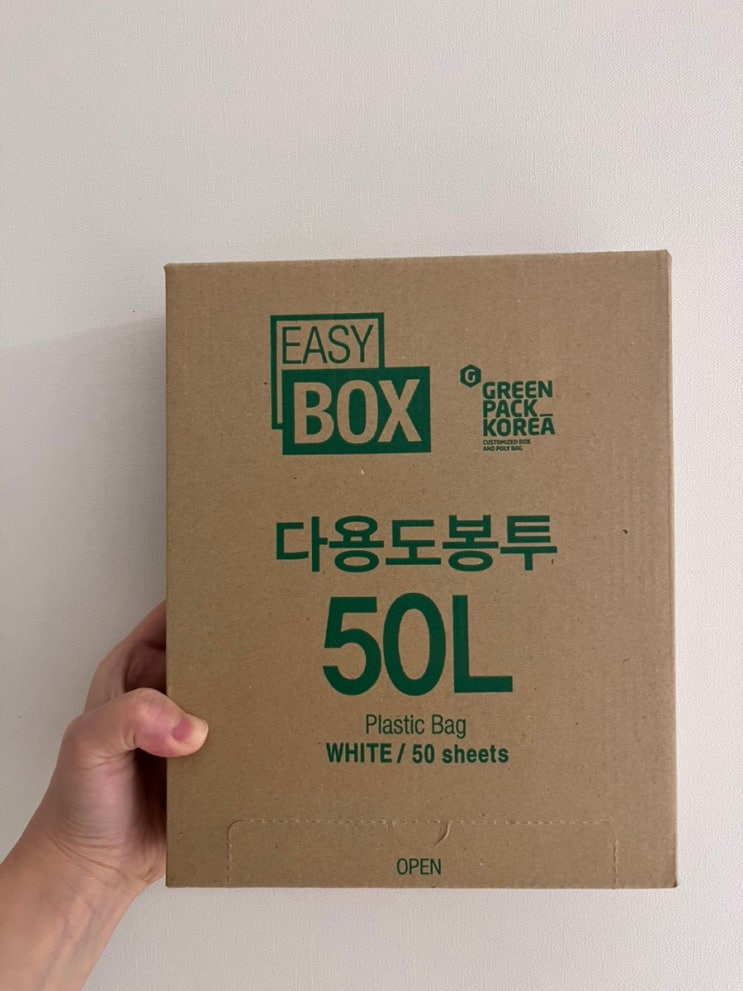 EASY
BOX
G
GREEN
PACK_
KOREA
CUSTOMIZED BOX
AND POLY BAG
다용도봉투
50L
Plastic Bag
WHITE / 50 sheets
OPEN